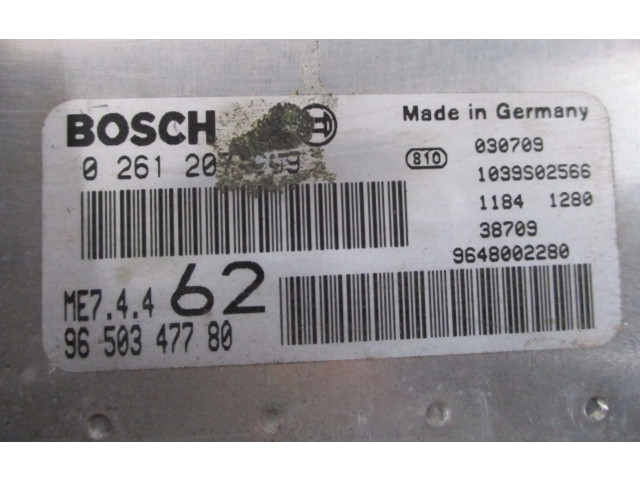 BOSCH
Made in Germany
0 261 207
810
030709
1039S02566
1184 1280
38709
9648002280
ME7.4.4 62
96 503 477 80